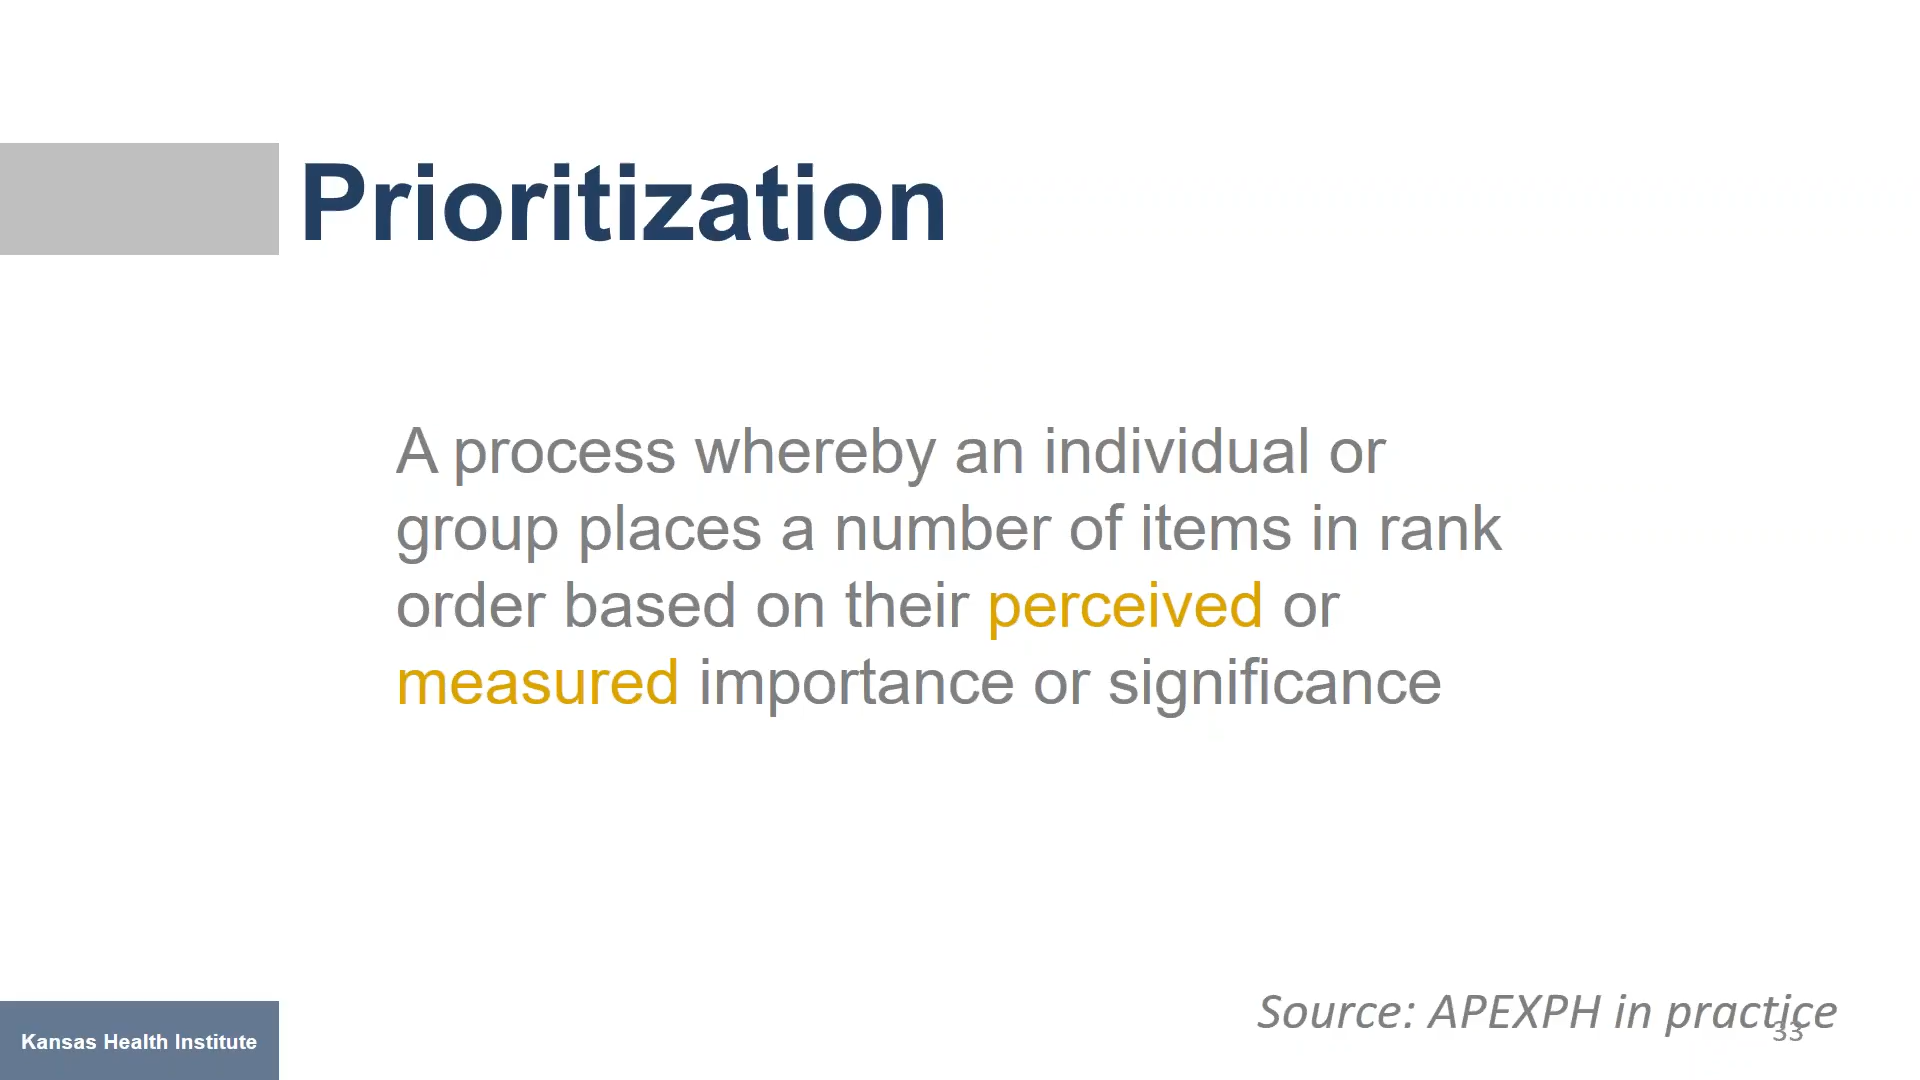 Prioritization
A process whereby an individual or
group places a number of items in rank
order based on their perceived or
measured importance or significance
Source: APEXPH in practice
33
Kansas Health Institute